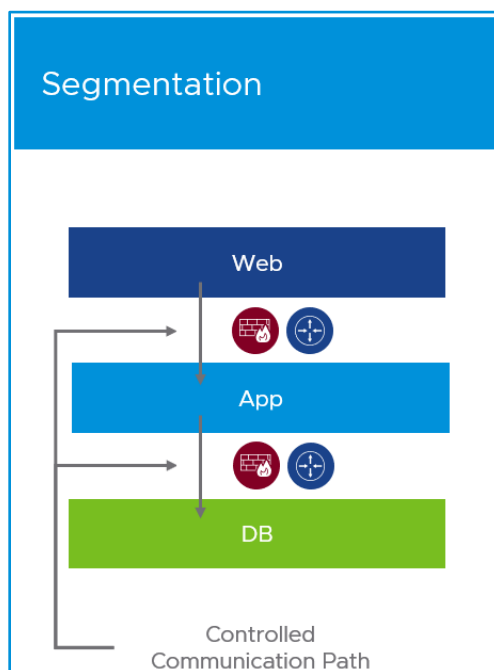 Segmentation
Web
App
DB
Controlled
Communication Path